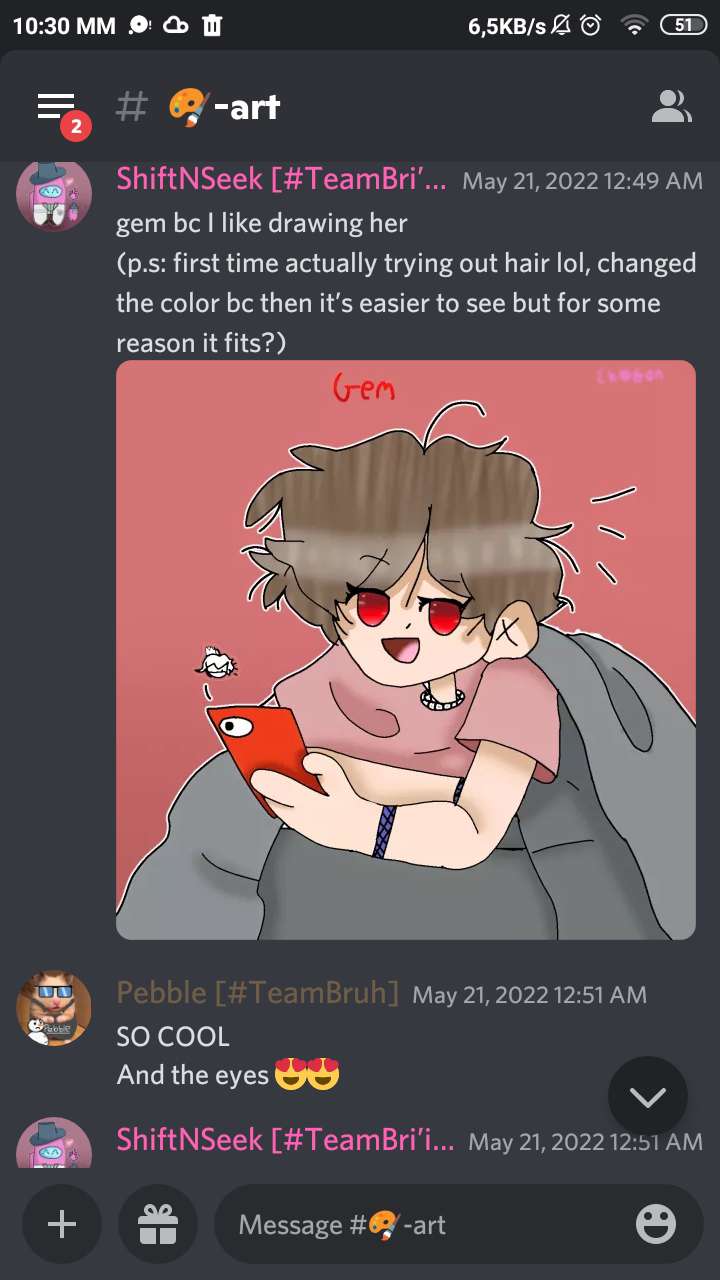 10:30 MM
6,5KB/s
51
2
# 🎨-art
ShiftNSeek [#TeamBri’... May 21, 2022 12:49 AM
gem bc I like drawing her
(p.s: first time actually trying out hair lol, changed
the color bc then it’s easier to see but for some
reason it fits?)
Gem
Pebble [#TeamBruh] May 21, 2022 12:51 AM
SO COOL
And the eyes 😍😍
ShiftNSeek [#TeamBri’i... May 21, 2022 12:51 AM
Message #🎨-art